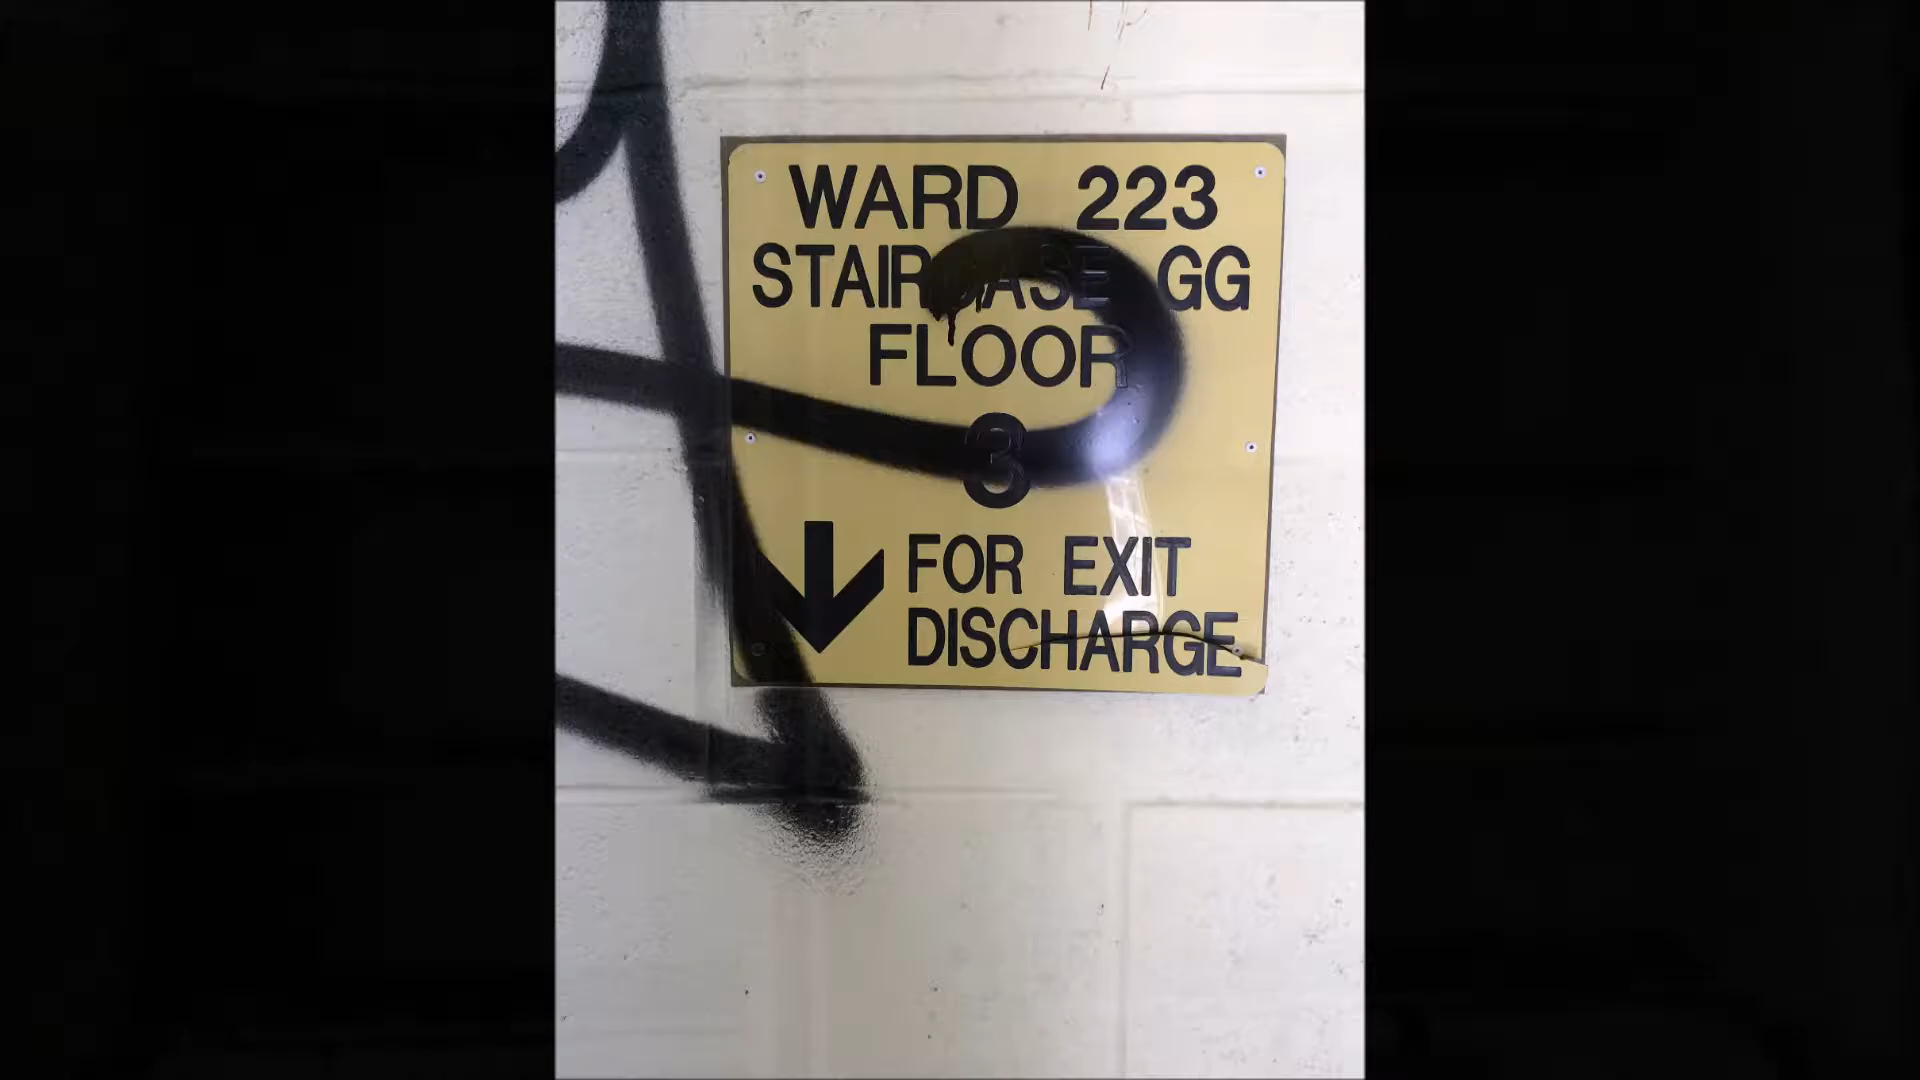 WARD 223
STAIRCASE GG
FLOOR
3
FOR EXIT
DISCHARGE